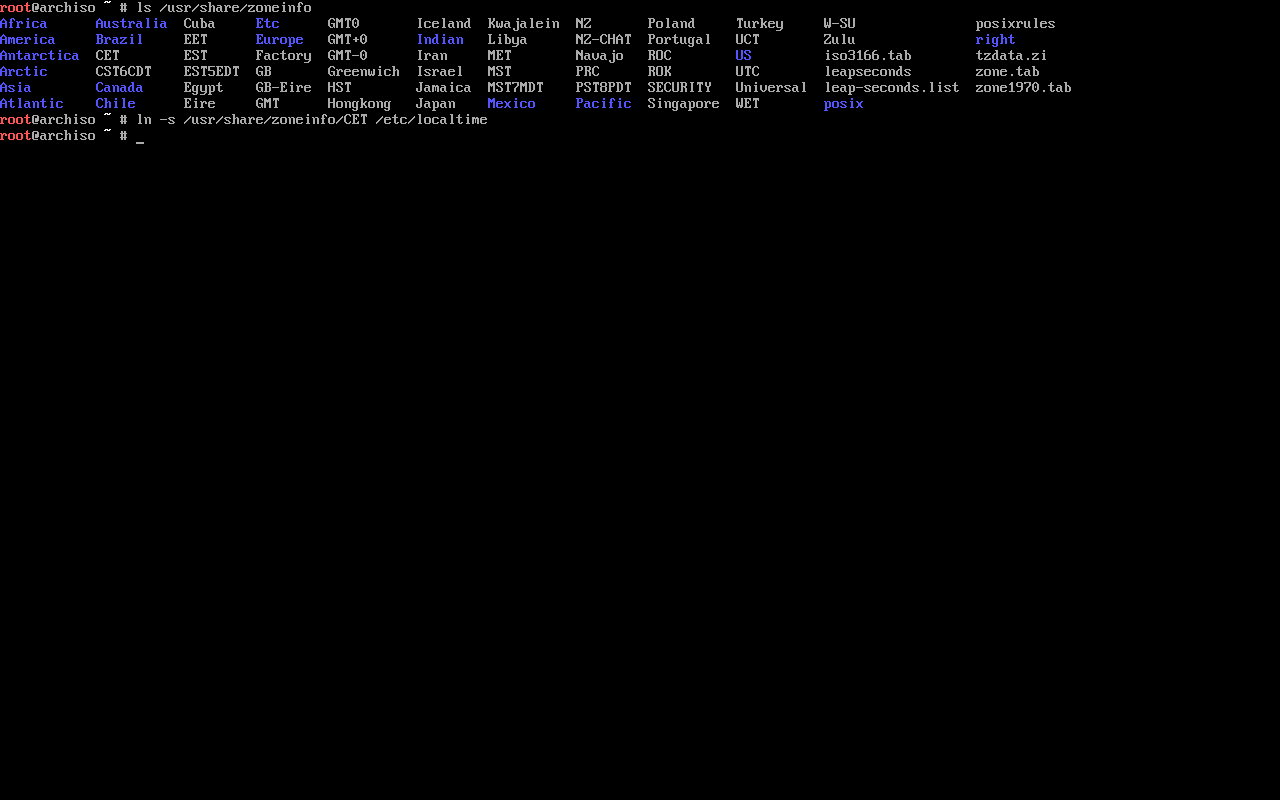 root@archiso ~ # ls /usr/share/zoneinfo
Africa      Australia  Cuba     Etc      GMT0       Iceland  Kwajalein  NZ       Poland     Turkey     W-SU              posixrules
America     Brazil     EET      Europe   GMT+0      Indian   Libya      NZ-CHAT  Portugal   UCT        Zulu              right
Antarctica  CET        EST      Factory  GMT-0      Iran     MET        Navajo   ROC        US         iso3166.tab       tzdata.zi
Arctic      CST6CDT    EST5EDT  GB       Greenwich  Israel   MST        PRC      ROK        UTC        leapseconds       zone.tab
Asia        Canada     Egypt    GB-Eire  HST        Jamaica  MST7MDT    PST8PDT  SECURITY   Universal  leap-seconds.list  zone1970.tab
Atlantic    Chile      Eire     GMT      Hongkong   Japan    Mexico     Pacific  Singapore  WET        posix
root@archiso ~ # ln -s /usr/share/zoneinfo/CET /etc/localtime
root@archiso ~ # _